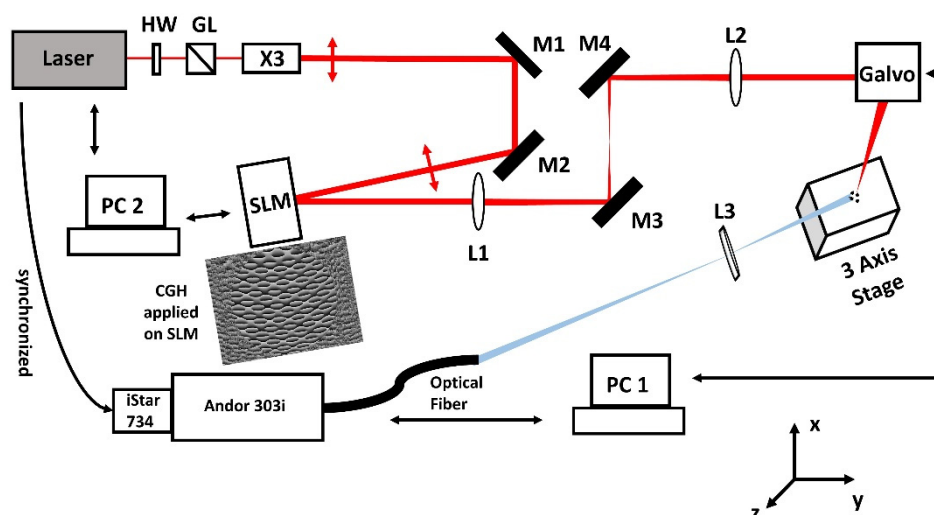 HW
GL
Laser
X3
M1
M4
L2
Galvo
M2
PC 2
SLM
L1
M3
L3
3 Axis
Stage
synchronized
CGH
applied
on SLM
iStar
734
Andor 303i
Optical
Fiber
PC 1
x
y
z